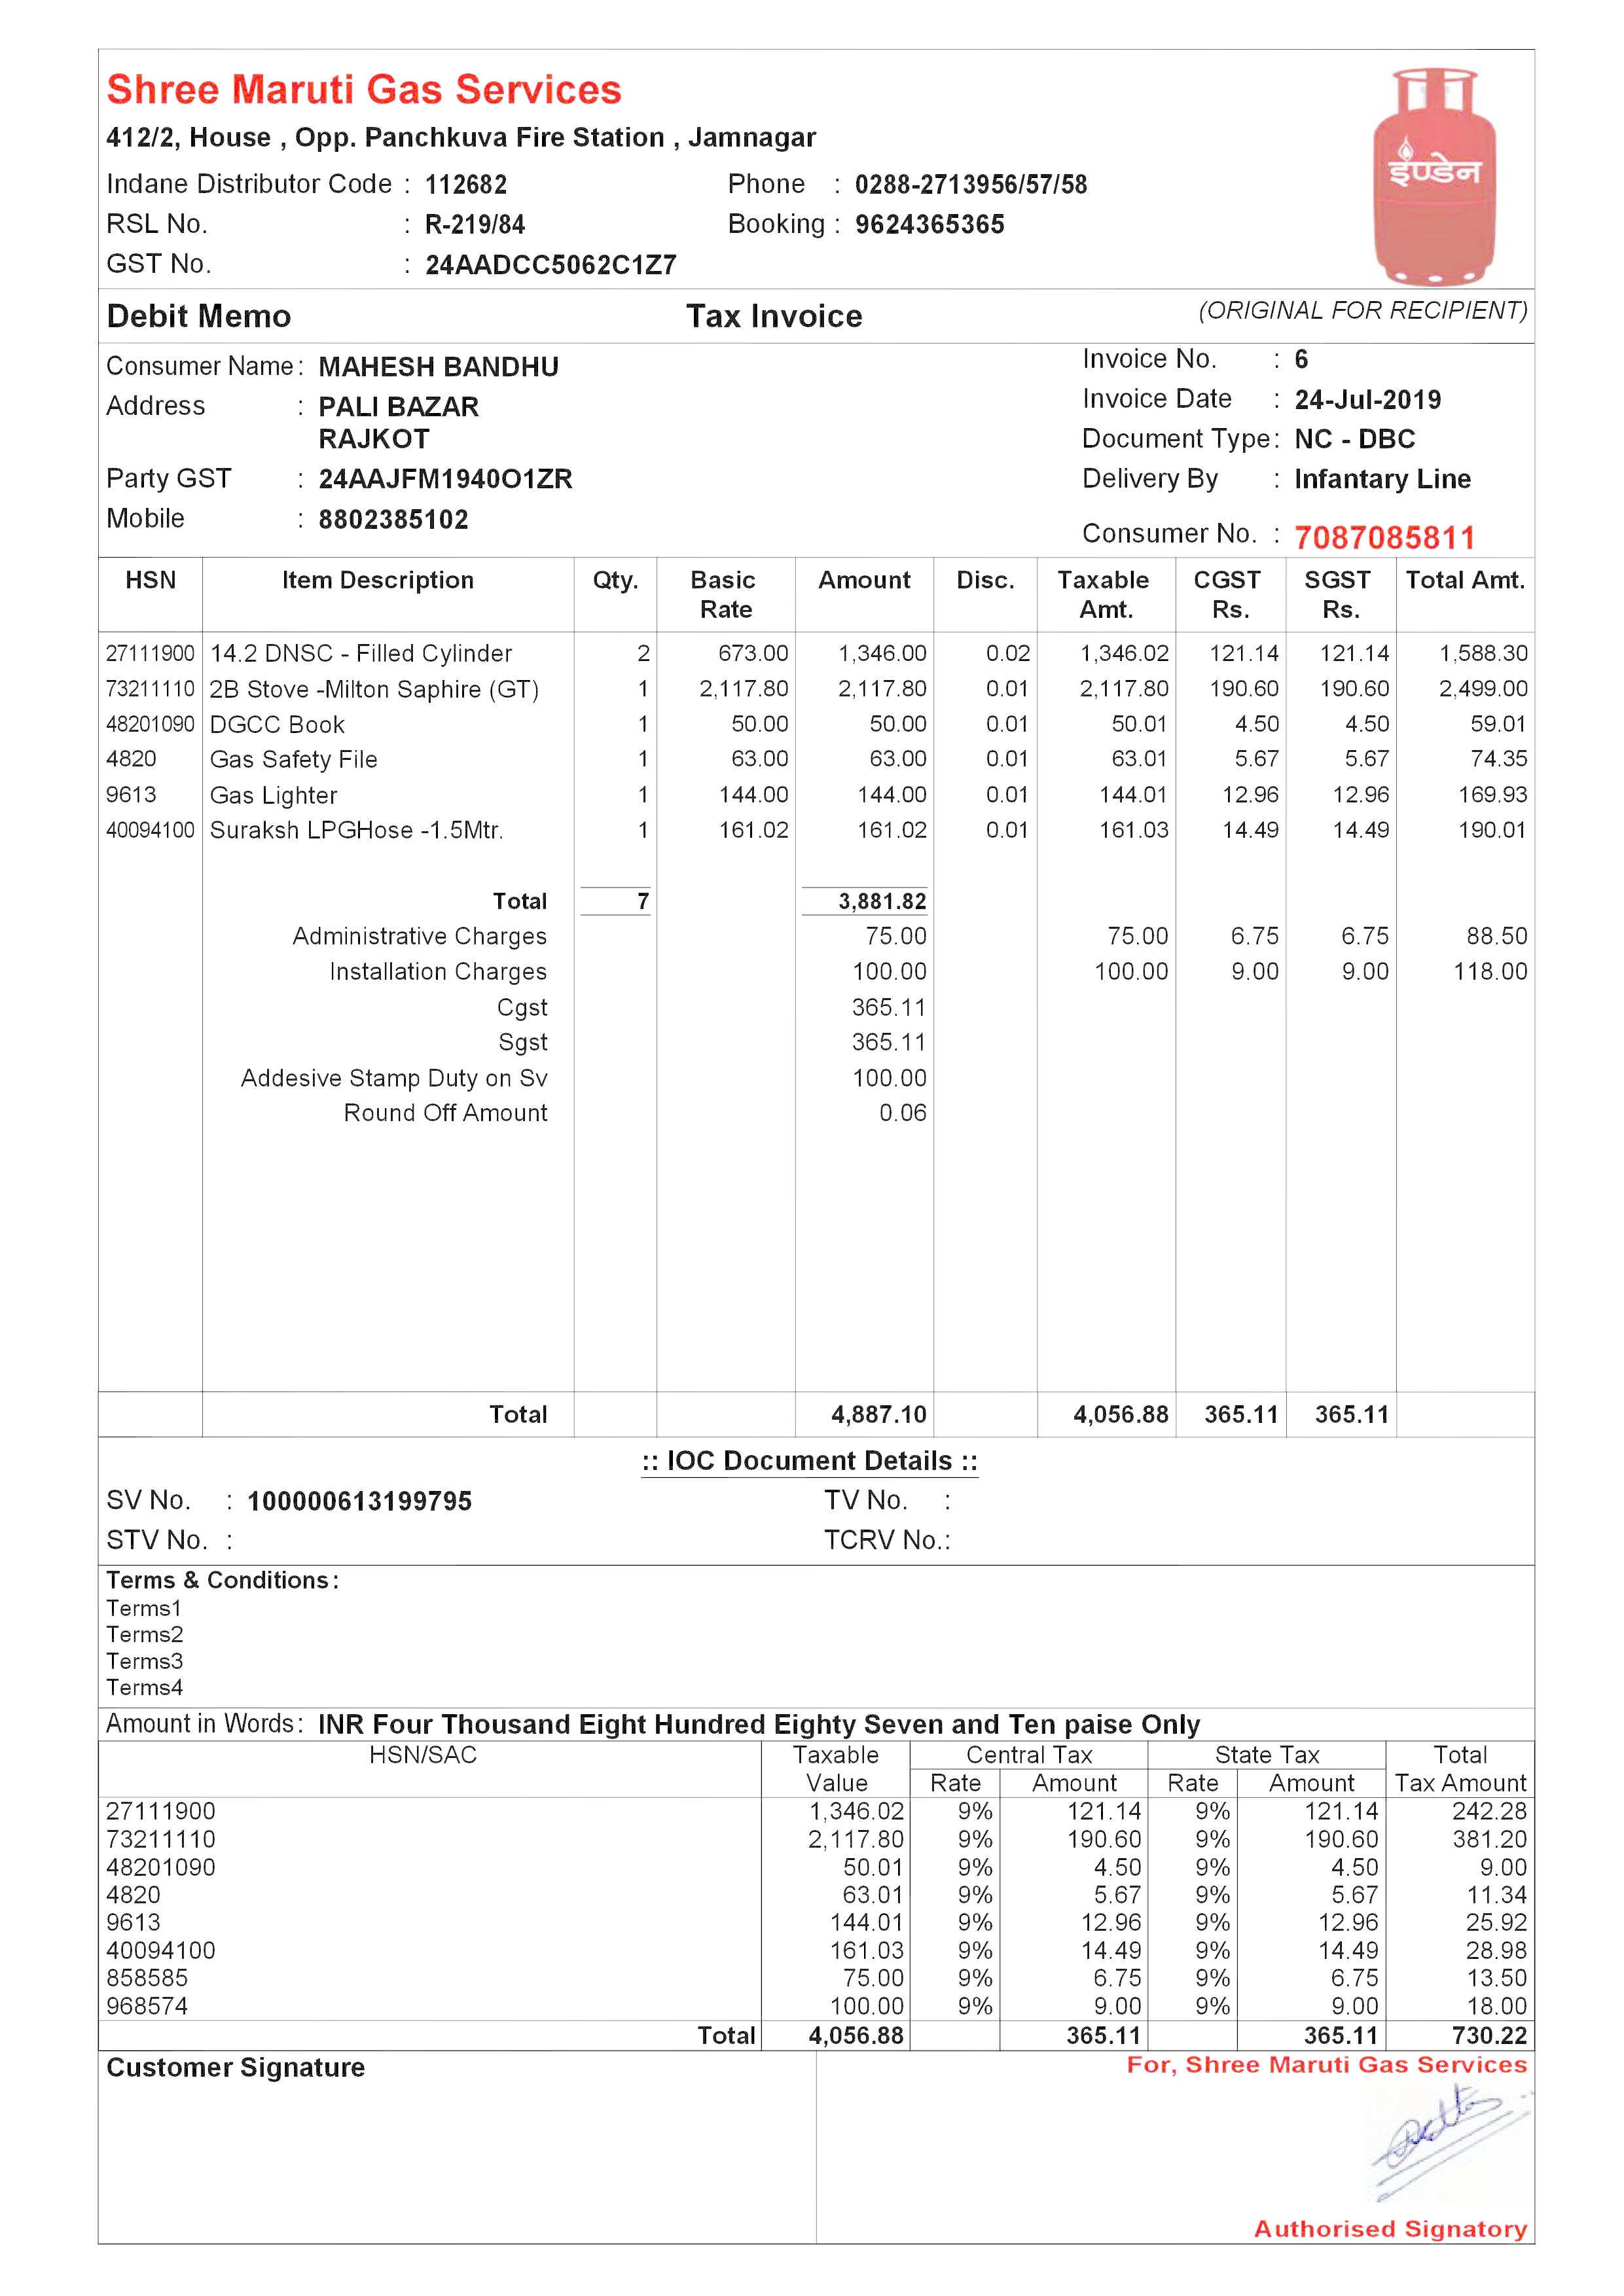 Shree Maruti Gas Services
412/2, House , Opp. Panchkuva Fire Station , Jamnagar
Indane Distributor Code : 112682 Phone : 0288-2713956/57/58
RSL No. : R-219/84 Booking : 9624365365
GST No. : 24AADCC5062C1Z7
इण्डेन
Debit Memo Tax Invoice (ORIGINAL FOR RECIPIENT)
Consumer Name : MAHESH BANDHU Invoice No. : 6
Address : PALI BAZAR Invoice Date : 24-Jul-2019
RAJKOT Document Type : NC - DBC
Party GST : 24AAJFM1940O1ZR Delivery By : Infantary Line
Mobile : 8802385102 Consumer No. : 7087085811
HSN Item Description Qty. Basic Amount Disc. Taxable CGST SGST Total Amt.
Rate Amt. Rs. Rs.
27111900 14.2 DNSC - Filled Cylinder 2 673.00 1,346.00 0.02 1,346.02 121.14 121.14 1,588.30
73211110 2B Stove -Milton Saphire (GT) 1 2,117.80 2,117.80 0.01 2,117.80 190.60 190.60 2,499.00
48201090 DGCC Book 1 50.00 50.00 0.01 50.01 4.50 4.50 59.01
4820 Gas Safety File 1 63.00 63.00 0.01 63.01 5.67 5.67 74.35
9613 Gas Lighter 1 144.00 144.00 0.01 144.01 12.96 12.96 169.93
40094100 Suraksh LPGHose -1.5Mtr. 1 161.02 161.02 0.01 161.03 14.49 14.49 190.01
Total 7 3,881.82
Administrative Charges 75.00 75.00 6.75 6.75 88.50
Installation Charges 100.00 100.00 9.00 9.00 118.00
Cgst 365.11
Sgst 365.11
Addesive Stamp Duty on Sv 100.00
Round Off Amount 0.06
Total 4,887.10 4,056.88 365.11 365.11
:: IOC Document Details ::
SV No. : 100000613199795 TV No. :
STV No. : TCRV No.:
Terms & Conditions :
Terms1
Terms2
Terms3
Terms4
Amount in Words : INR Four Thousand Eight Hundred Eighty Seven and Ten paise Only
HSN/SAC Taxable Central Tax State Tax Total
Value Rate Amount Rate Amount Tax Amount
27111900 1,346.02 9% 121.14 9% 121.14 242.28
73211110 2,117.80 9% 190.60 9% 190.60 381.20
48201090 50.01 9% 4.50 9% 4.50 9.00
4820 63.01 9% 5.67 9% 5.67 11.34
9613 144.01 9% 12.96 9% 12.96 25.92
40094100 161.03 9% 14.49 9% 14.49 28.98
858585 75.00 9% 6.75 9% 6.75 13.50
968574 100.00 9% 9.00 9% 9.00 18.00
Total 4,056.88 365.11 365.11 730.22
Customer Signature For, Shree Maruti Gas Services
Authorised Signatory